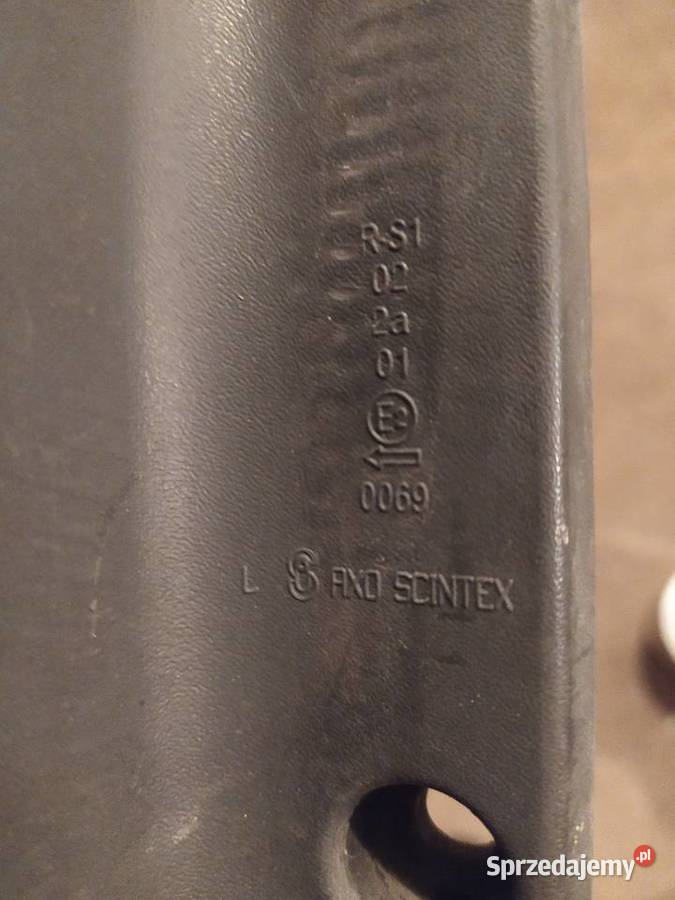 R-S1
02
2a
01
E2
0069
L AXO SCINTEX
Sprzedajemy.pl